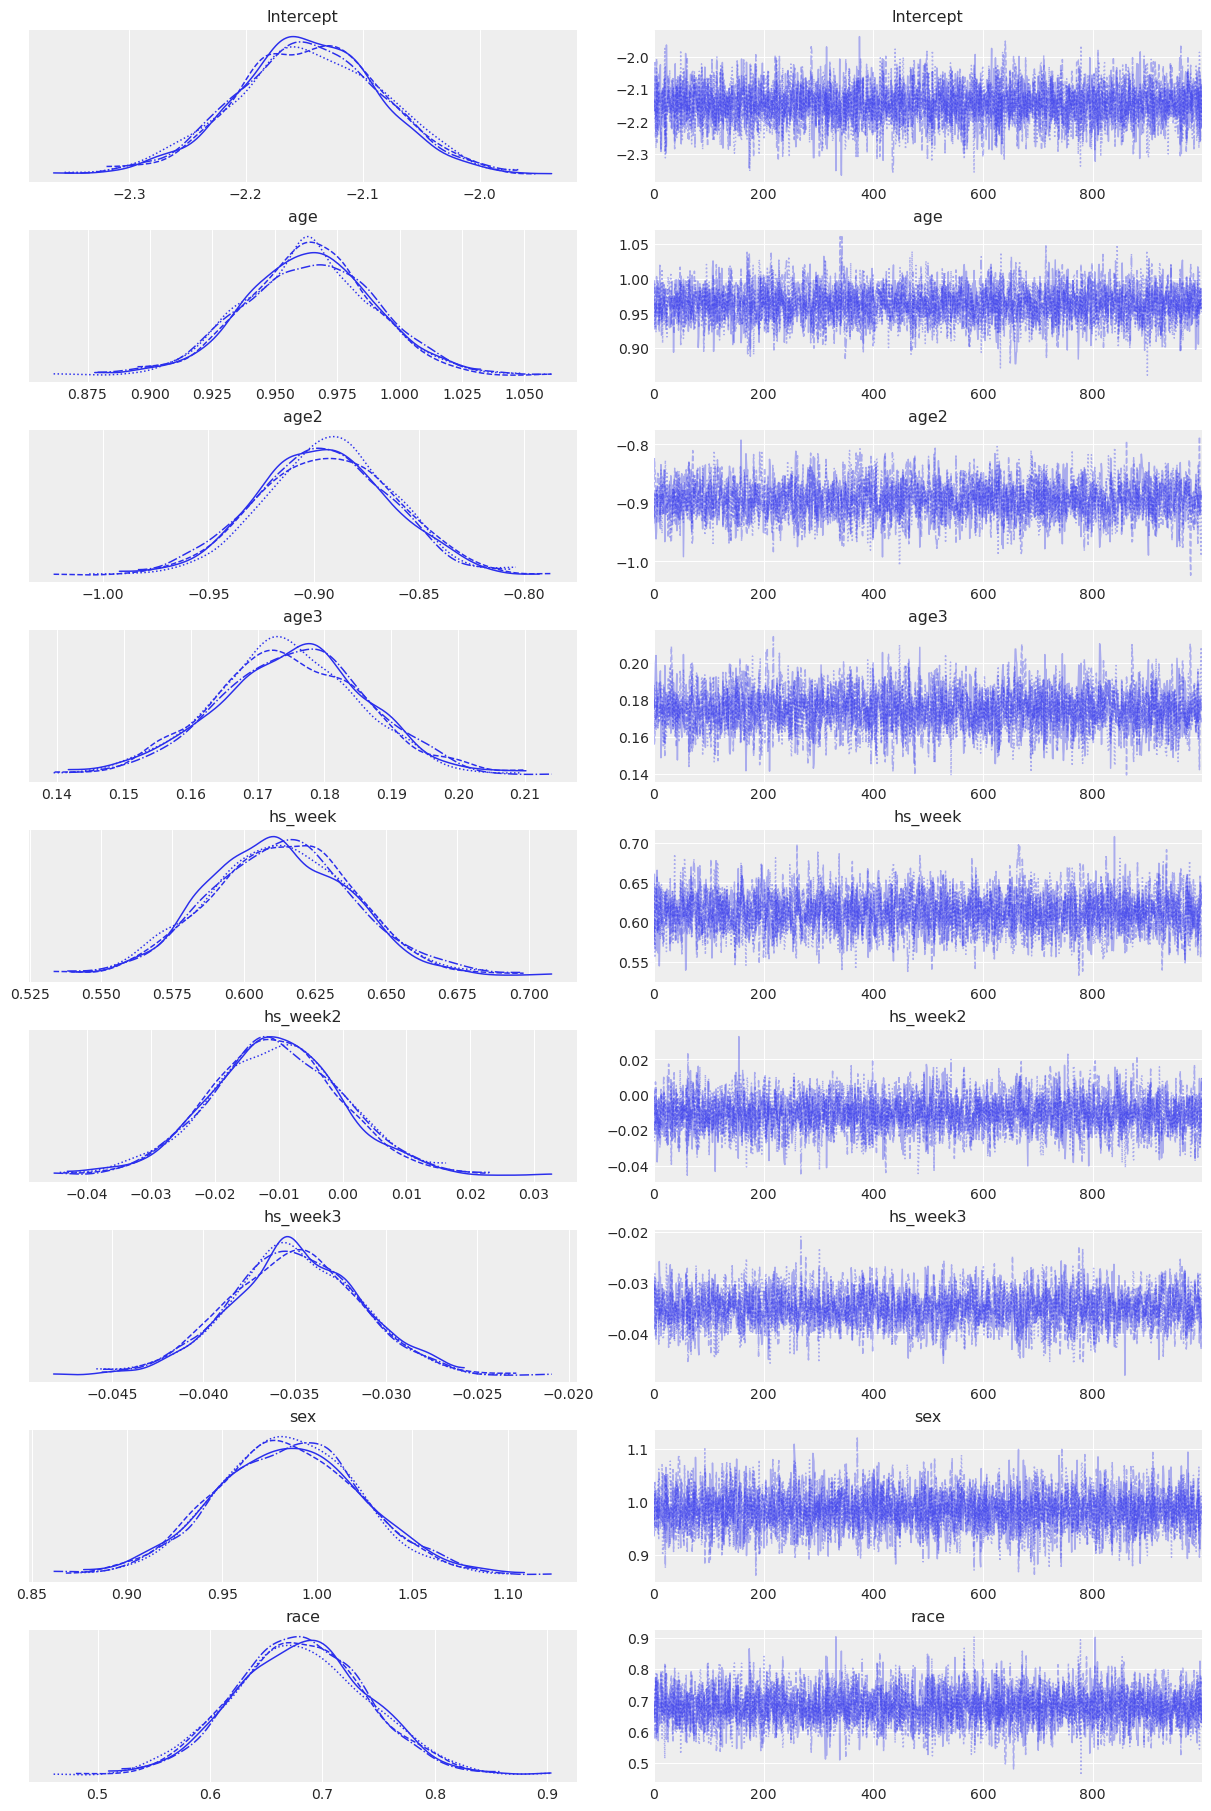 Intercept
−2.3 −2.2 −2.1 −2.0
Intercept
−2.0
−2.1
−2.2
−2.3
0 200 400 600 800
age
0.875 0.900 0.925 0.950 0.975 1.000 1.025 1.050
age
1.05
1.00
0.95
0.90
0 200 400 600 800
age2
−1.00 −0.95 −0.90 −0.85 −0.80
age2
−0.8
−0.9
−1.0
0 200 400 600 800
age3
0.14 0.15 0.16 0.17 0.18 0.19 0.20 0.21
age3
0.20
0.18
0.16
0.14
0 200 400 600 800
hs_week
0.525 0.550 0.575 0.600 0.625 0.650 0.675 0.700
hs_week
0.70
0.65
0.60
0.55
0 200 400 600 800
hs_week2
−0.04 −0.03 −0.02 −0.01 0.00 0.01 0.02 0.03
hs_week2
0.02
0.00
−0.02
−0.04
0 200 400 600 800
hs_week3
−0.045 −0.040 −0.035 −0.030 −0.025 −0.020
hs_week3
−0.02
−0.03
−0.04
0 200 400 600 800
sex
0.85 0.90 0.95 1.00 1.05 1.10
sex
1.1
1.0
0.9
0 200 400 600 800
race
0.5 0.6 0.7 0.8 0.9
race
0.9
0.8
0.7
0.6
0.5
0 200 400 600 800